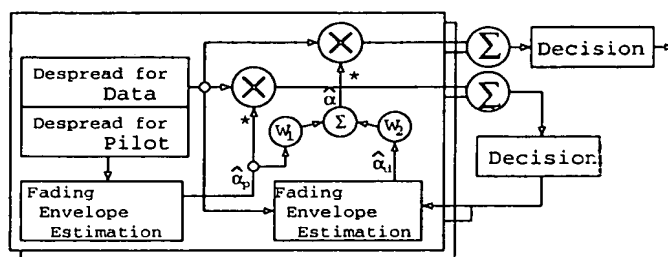 Despread for
Data
Despread for
Pilot
Fading
Envelope
Estimation
Fading
Envelope
Estimation
Decision
Decision
Σ
Σ
Σ
W₁
W₂
α̂
α̂ₚ
*
*